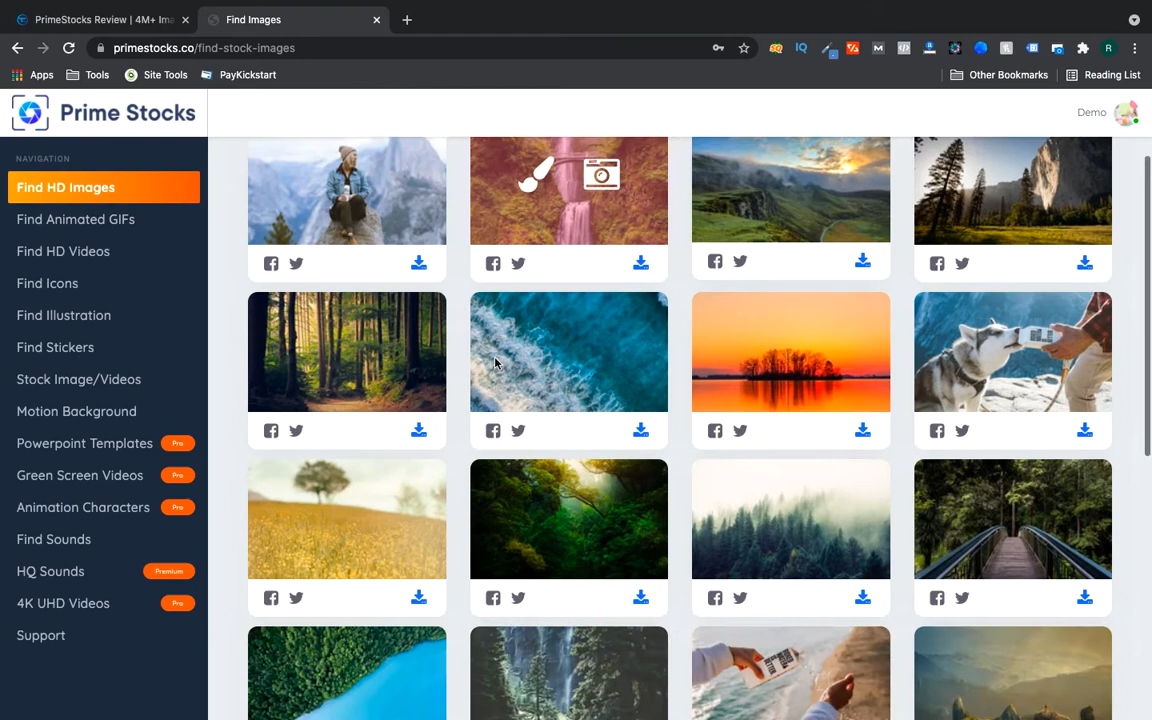 PrimeStocks Review | 4M+ Ima
Find Images
primestocks.co/find-stock-images
Apps
Tools
Site Tools
PayKickstart
Other Bookmarks
Reading List
Prime Stocks
Demo
NAVIGATION
Find HD Images
Find Animated GIFs
Find HD Videos
Find Icons
Find Illustration
Find Stickers
Stock Image/Videos
Motion Background
Powerpoint Templates Pro
Green Screen Videos Pro
Animation Characters Pro
Find Sounds
HQ Sounds Premium
4K UHD Videos Pro
Support